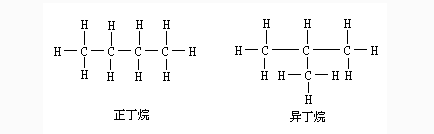 H H H H
H-C-C-C-C-H
H H H H
正丁烷
H H H
H-C-C-C-H
H H-C-H H
H
异丁烷